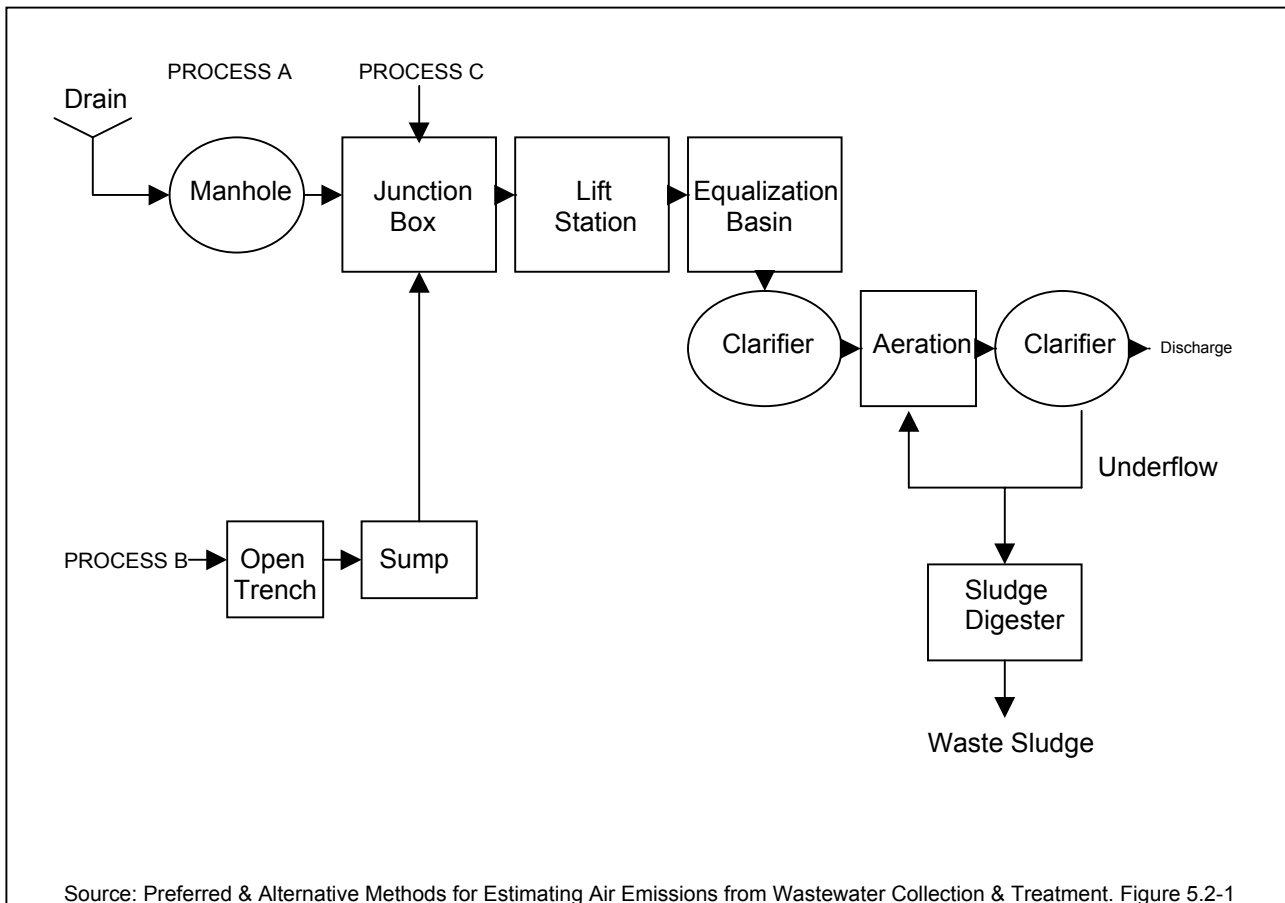 PROCESS A
PROCESS C
Drain
Manhole
Junction
Box
Lift
Station
Equalization
Basin
Clarifier
Aeration
Clarifier
Discharge
Underflow
PROCESS B
Open
Trench
Sump
Sludge
Digester
Waste Sludge
Source: Preferred & Alternative Methods for Estimating Air Emissions from Wastewater Collection & Treatment. Figure 5.2-1